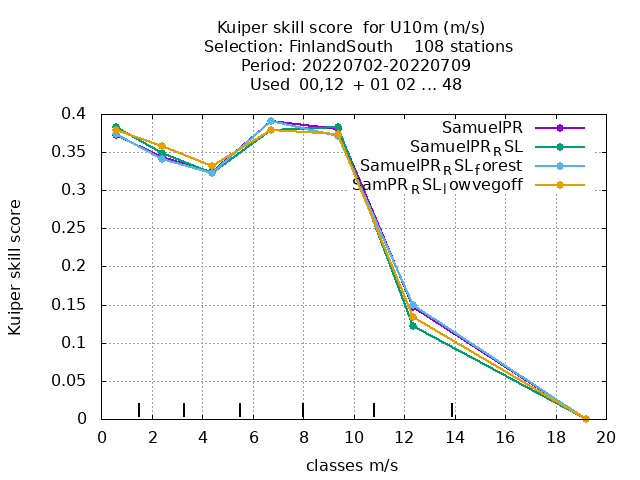 Kuiper skill score  for U10m (m/s)
Selection: FinlandSouth    108 stations
Period: 20220702-20220709
Used  00,12  + 01 02 ... 48
SamuelPR
SamuelPR_RSL
SamuelPR_RSL_forest
SamPR_RSL_lowvegoff
Kuiper skill score
0.4
0.35
0.3
0.25
0.2
0.15
0.1
0.05
0
0 2 4 6 8 10 12 14 16 18 20
classes m/s